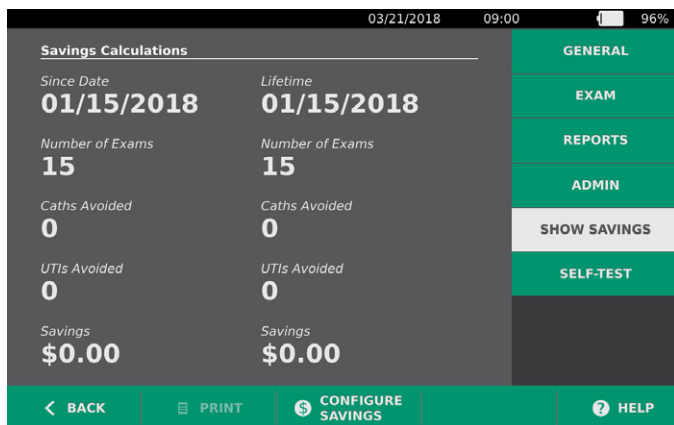 03/21/2018 09:00 96%
Savings Calculations
Since Date Lifetime
01/15/2018 01/15/2018
Number of Exams Number of Exams
15 15
Caths Avoided Caths Avoided
0 0
UTIs Avoided UTIs Avoided
0 0
Savings Savings
$0.00 $0.00
GENERAL
EXAM
REPORTS
ADMIN
SHOW SAVINGS
SELF-TEST
BACK
PRINT
$ CONFIGURE
SAVINGS
? HELP